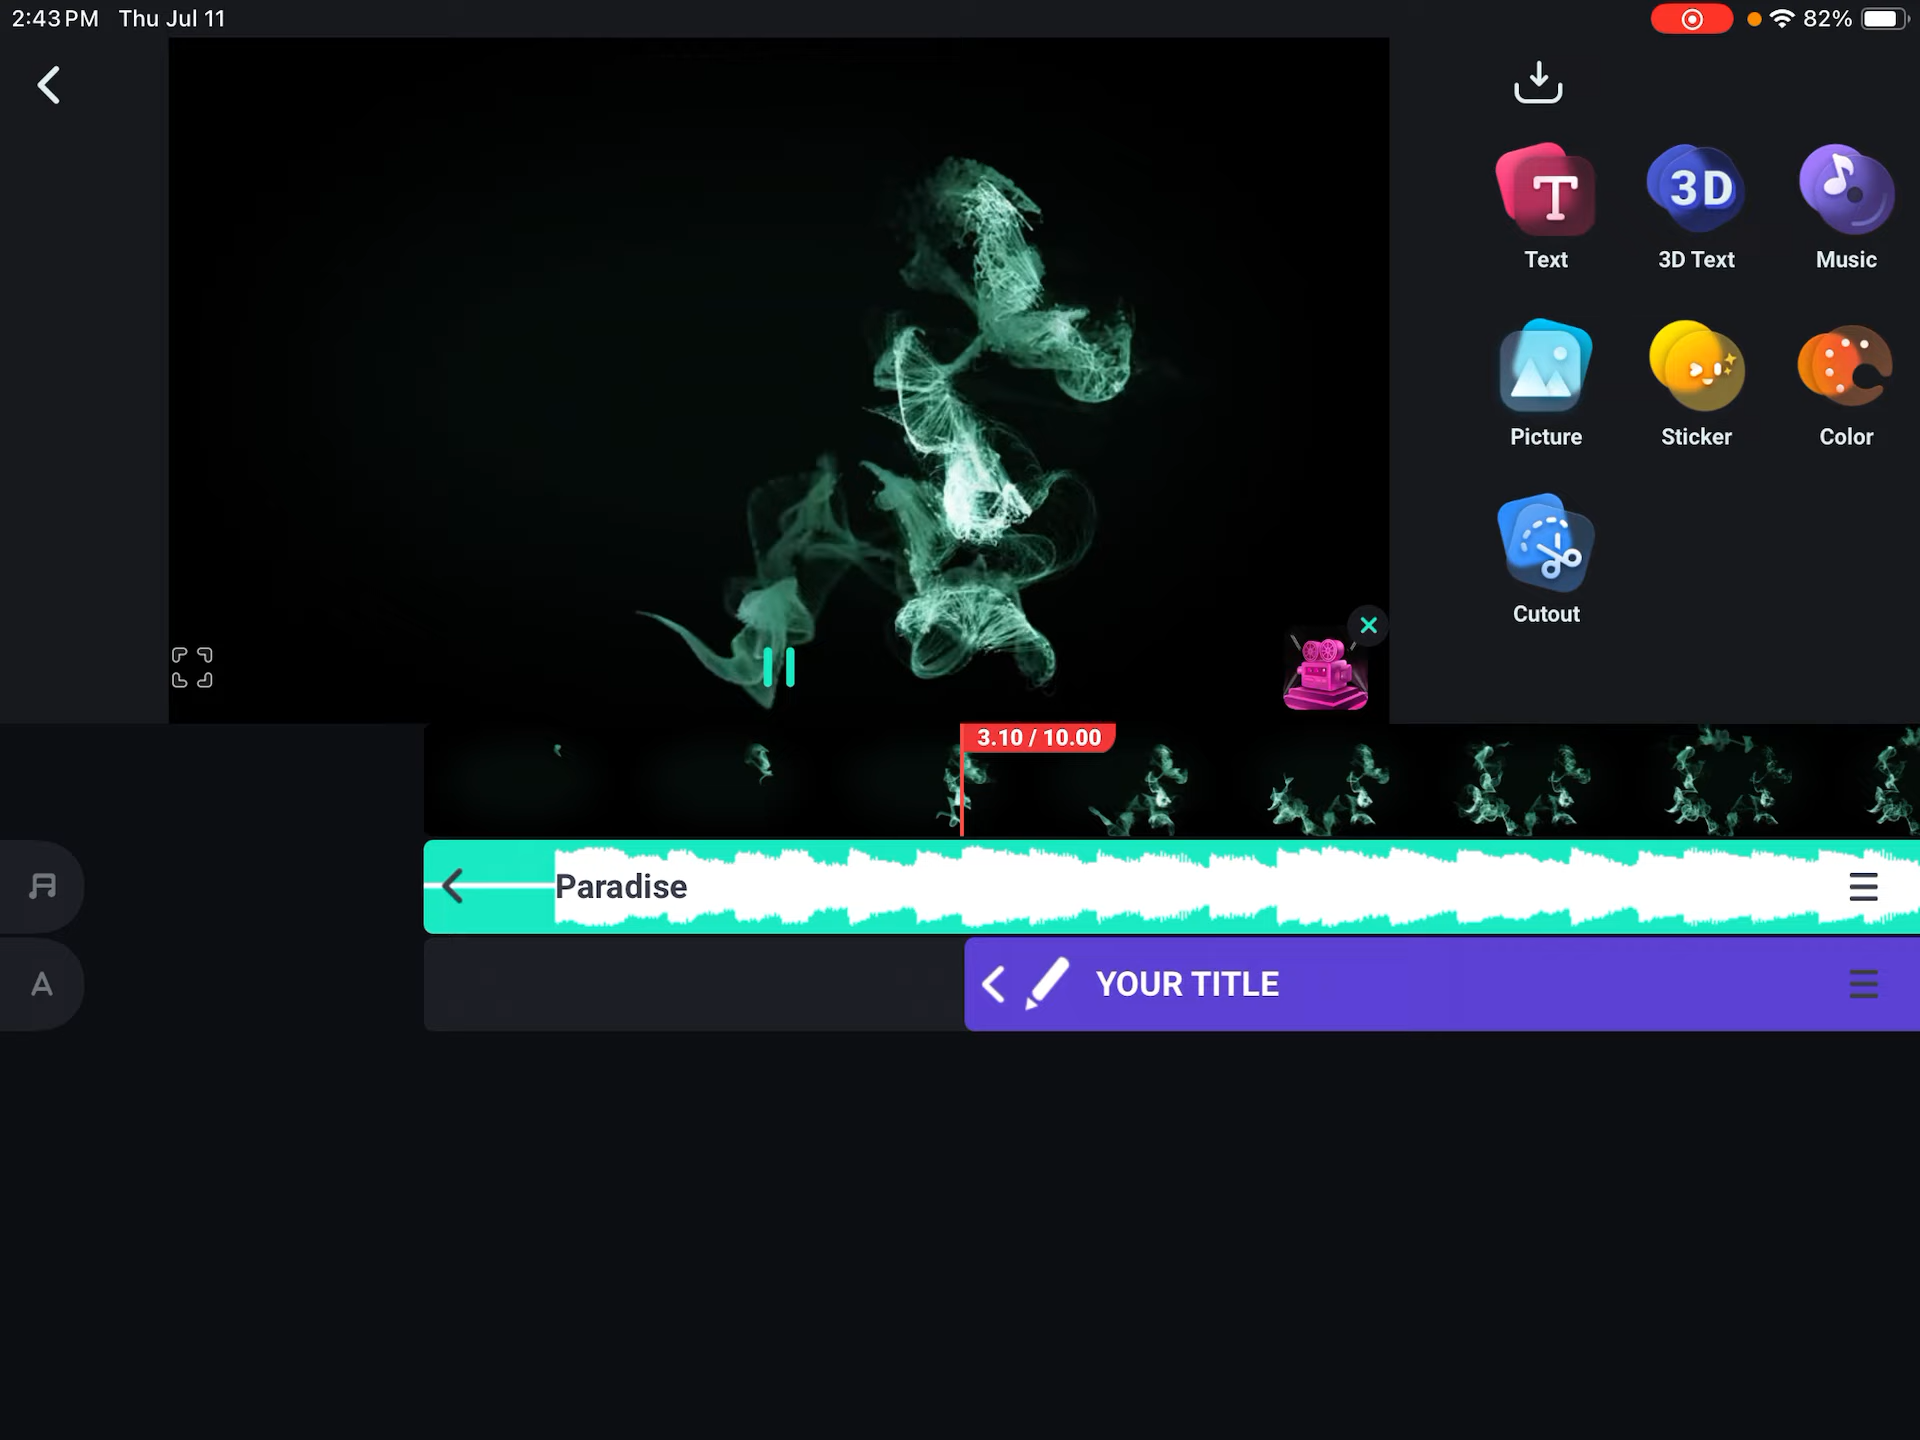 2:43 PM Thu Jul 11
82%
T
3D
Text
3D Text
Music
Picture
Sticker
Color
Cutout
3.10 / 10.00
Paradise
A
YOUR TITLE